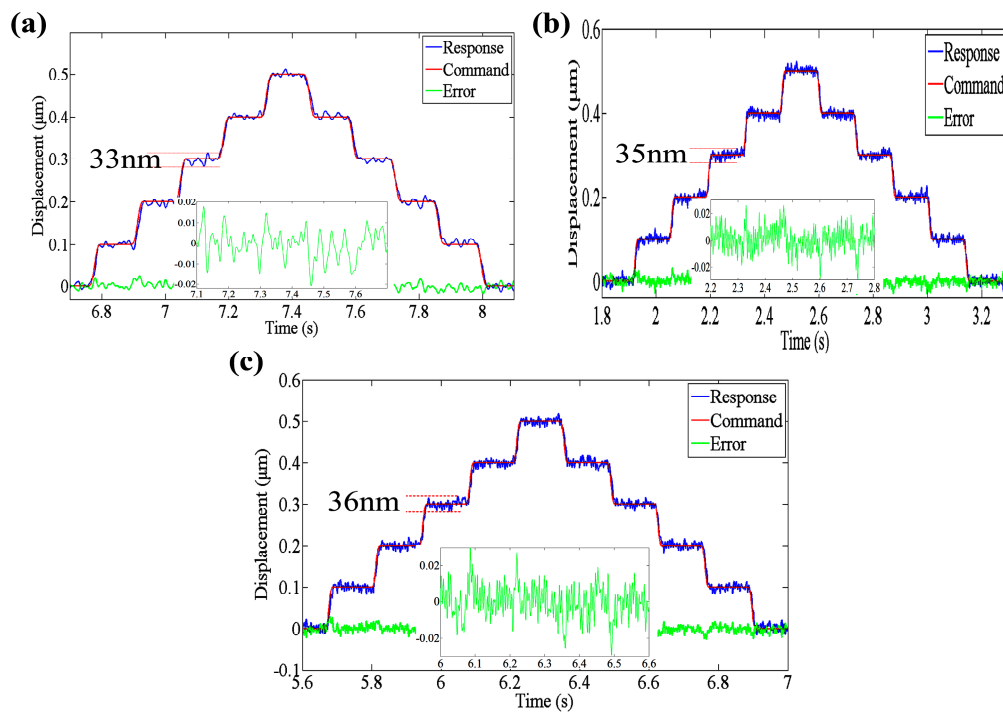 (a)
Response
Command
Error
0.5
0.4
0.3
0.2
0.1
0
Displacement (μm)
33nm
0.02
0.01
0
-0.01
-0.02
7.1 7.2 7.3 7.4 7.5 7.6
6.8 7 7.2 7.4 7.6 7.8 8
Time (s)
(b)
Response
Command
Error
0.6
0.4
0.2
0
Displacement (μm)
35nm
0.02
0
-0.02
2.2 2.3 2.4 2.5 2.6 2.7 2.8
1.8 2 2.2 2.4 2.6 2.8 3 3.2
Time (s)
(c)
Response
Command
Error
0.6
0.5
0.4
0.3
0.2
0.1
0
-0.1
Displacement (μm)
36nm
0.02
0
-0.02
6 6.1 6.2 6.3 6.4 6.5 6.6
5.6 5.8 6 6.2 6.4 6.6 6.8 7
Time (s)